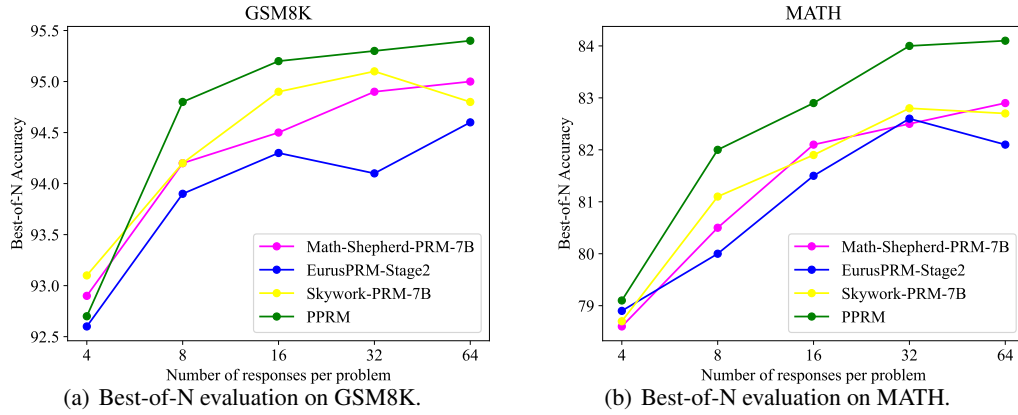 GSM8K
95.5
95.0
94.5
94.0
93.5
93.0
92.5
Best-of-N Accuracy
Math-Shepherd-PRM-7B
EurusPRM-Stage2
Skywork-PRM-7B
PPRM
4 8 16 32 64
Number of responses per problem
(a) Best-of-N evaluation on GSM8K.
MATH
84
83
82
81
80
79
Best-of-N Accuracy
Math-Shepherd-PRM-7B
EurusPRM-Stage2
Skywork-PRM-7B
PPRM
4 8 16 32 64
Number of responses per problem
(b) Best-of-N evaluation on MATH.